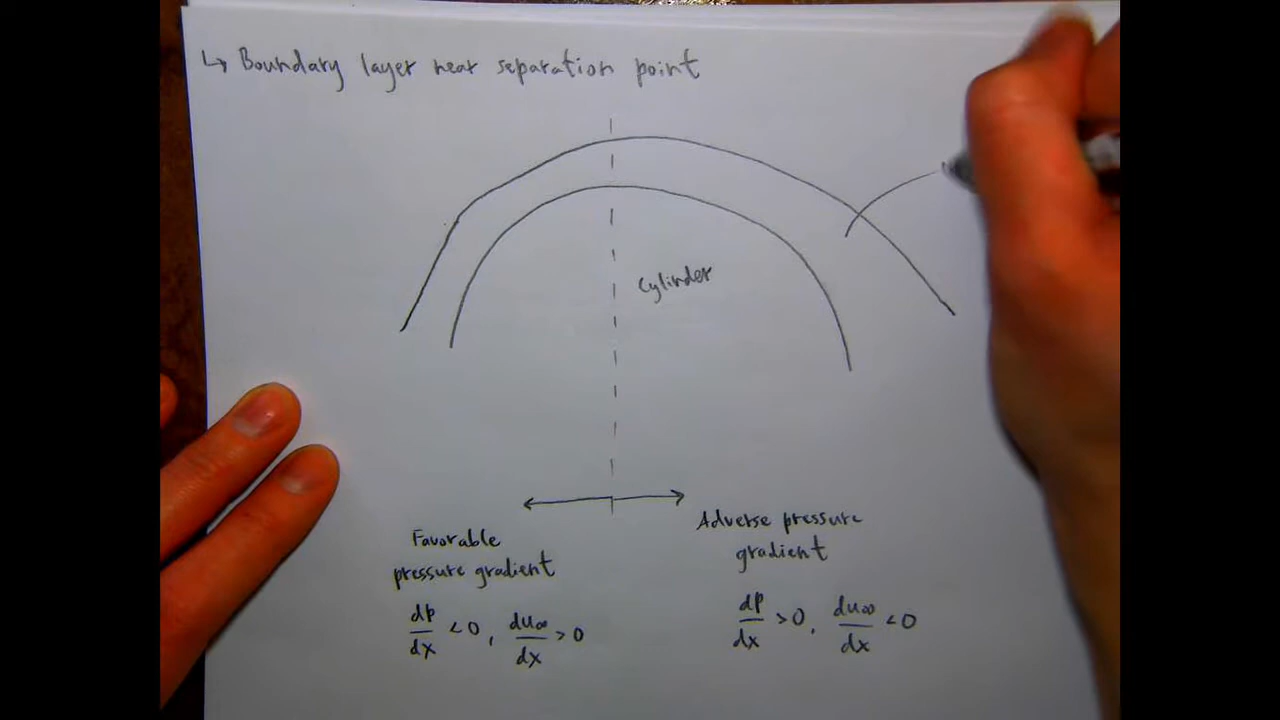 ↳ Boundary layer near separation point
Cylinder
Favorable
pressure gradient
dp/dx < 0, du∞/dx > 0
Adverse pressure
gradient
dp/dx > 0, du∞/dx < 0